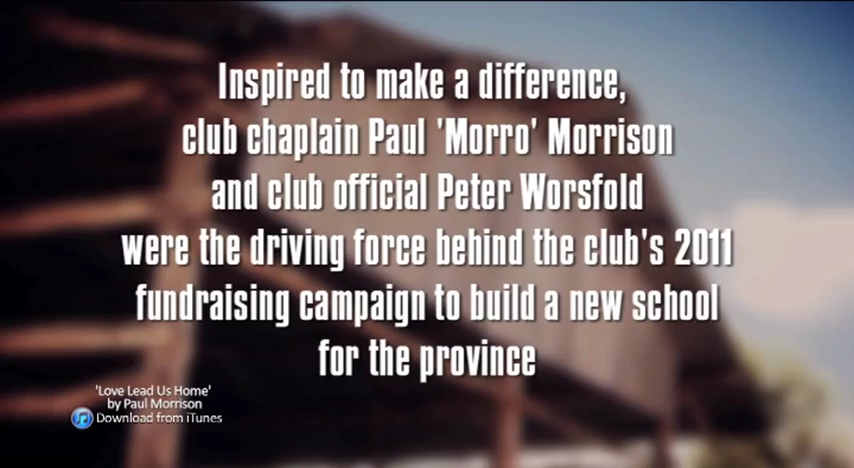 Inspired to make a difference,
club chaplain Paul 'Morro' Morrison
and club official Peter Worsfold
were the driving force behind the club's 2011
fundraising campaign to build a new school
for the province
'Love Lead Us Home'
by Paul Morrison
Download from iTunes